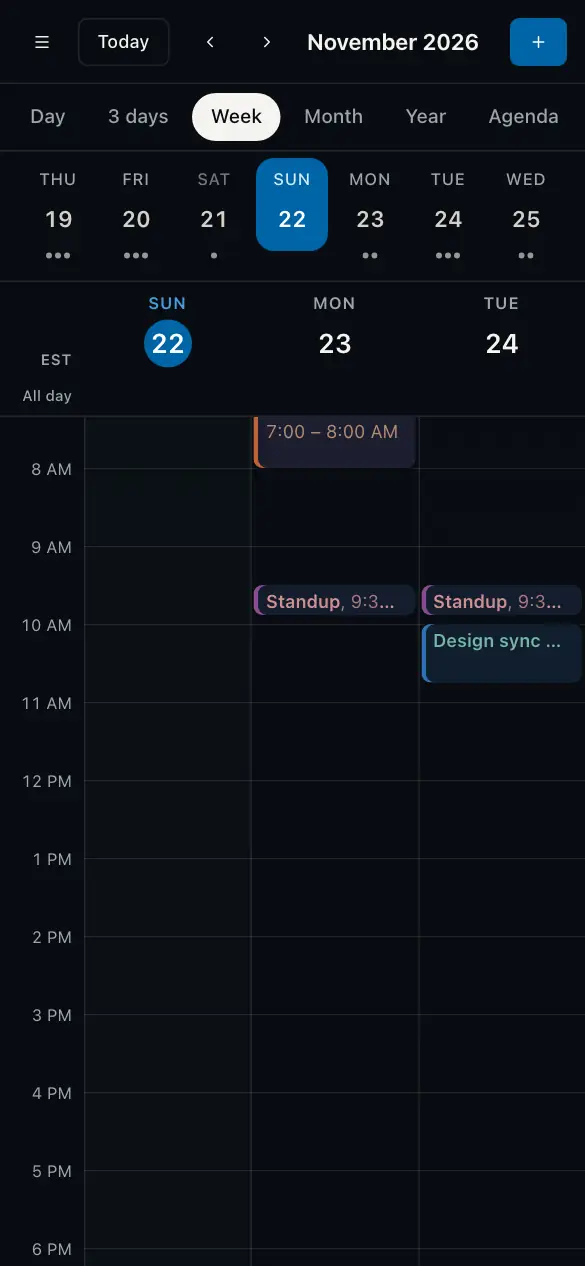 Today
November 2026
+
Day
3 days
Week
Month
Year
Agenda
THU
FRI
SAT
SUN
MON
TUE
WED
19
20
21
22
23
24
25
SUN
MON
TUE
22
23
24
EST
All day
7:00 – 8:00 AM
8 AM
9 AM
Standup, 9:3...
Standup, 9:3...
10 AM
Design sync ...
11 AM
12 PM
1 PM
2 PM
3 PM
4 PM
5 PM
6 PM